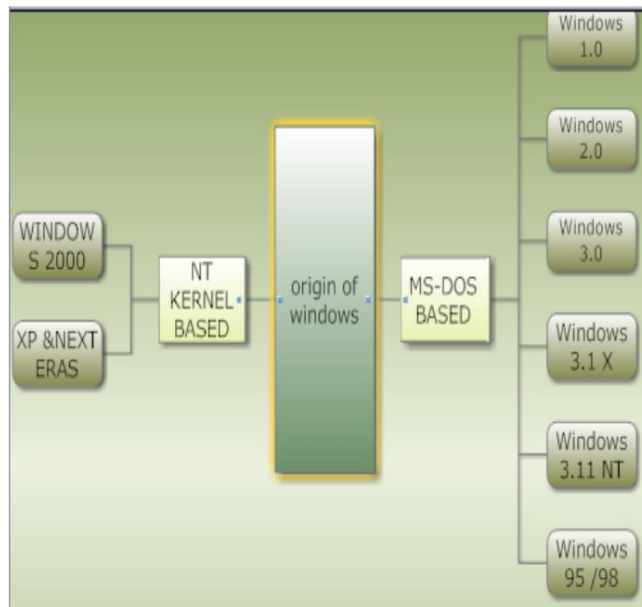 WINDOW
S 2000
XP &NEXT
ERAS
NT
KERNEL
BASED
origin of
windows
MS-DOS
BASED
Windows
1.0
Windows
2.0
Windows
3.0
Windows
3.1 X
Windows
3.11 NT
Windows
95 /98